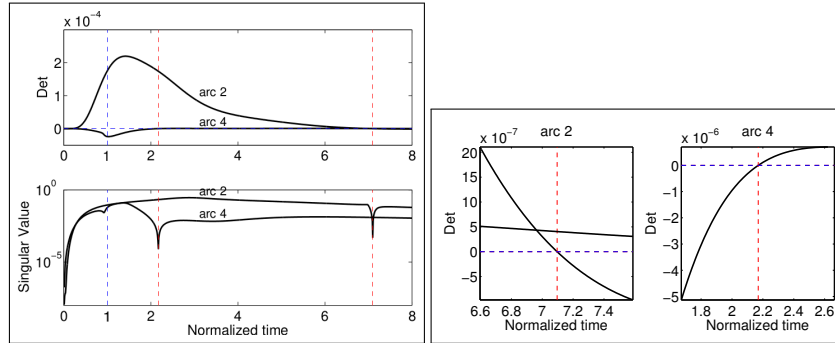 x 10⁻⁴
Det
2
0
arc 2
arc 4
0 1 2 4 6 8
Singular Value
10⁰
10⁻⁵
arc 2
arc 4
0 1 2 4 6 8
Normalized time
x 10⁻⁷ arc 2
Det
20
15
10
5
0
−5
6.6 6.8 7 7.2 7.4
Normalized time
x 10⁻⁶ arc 4
Det
0
−1
−2
−3
−4
−5
1.8 2 2.2 2.4 2.6
Normalized time